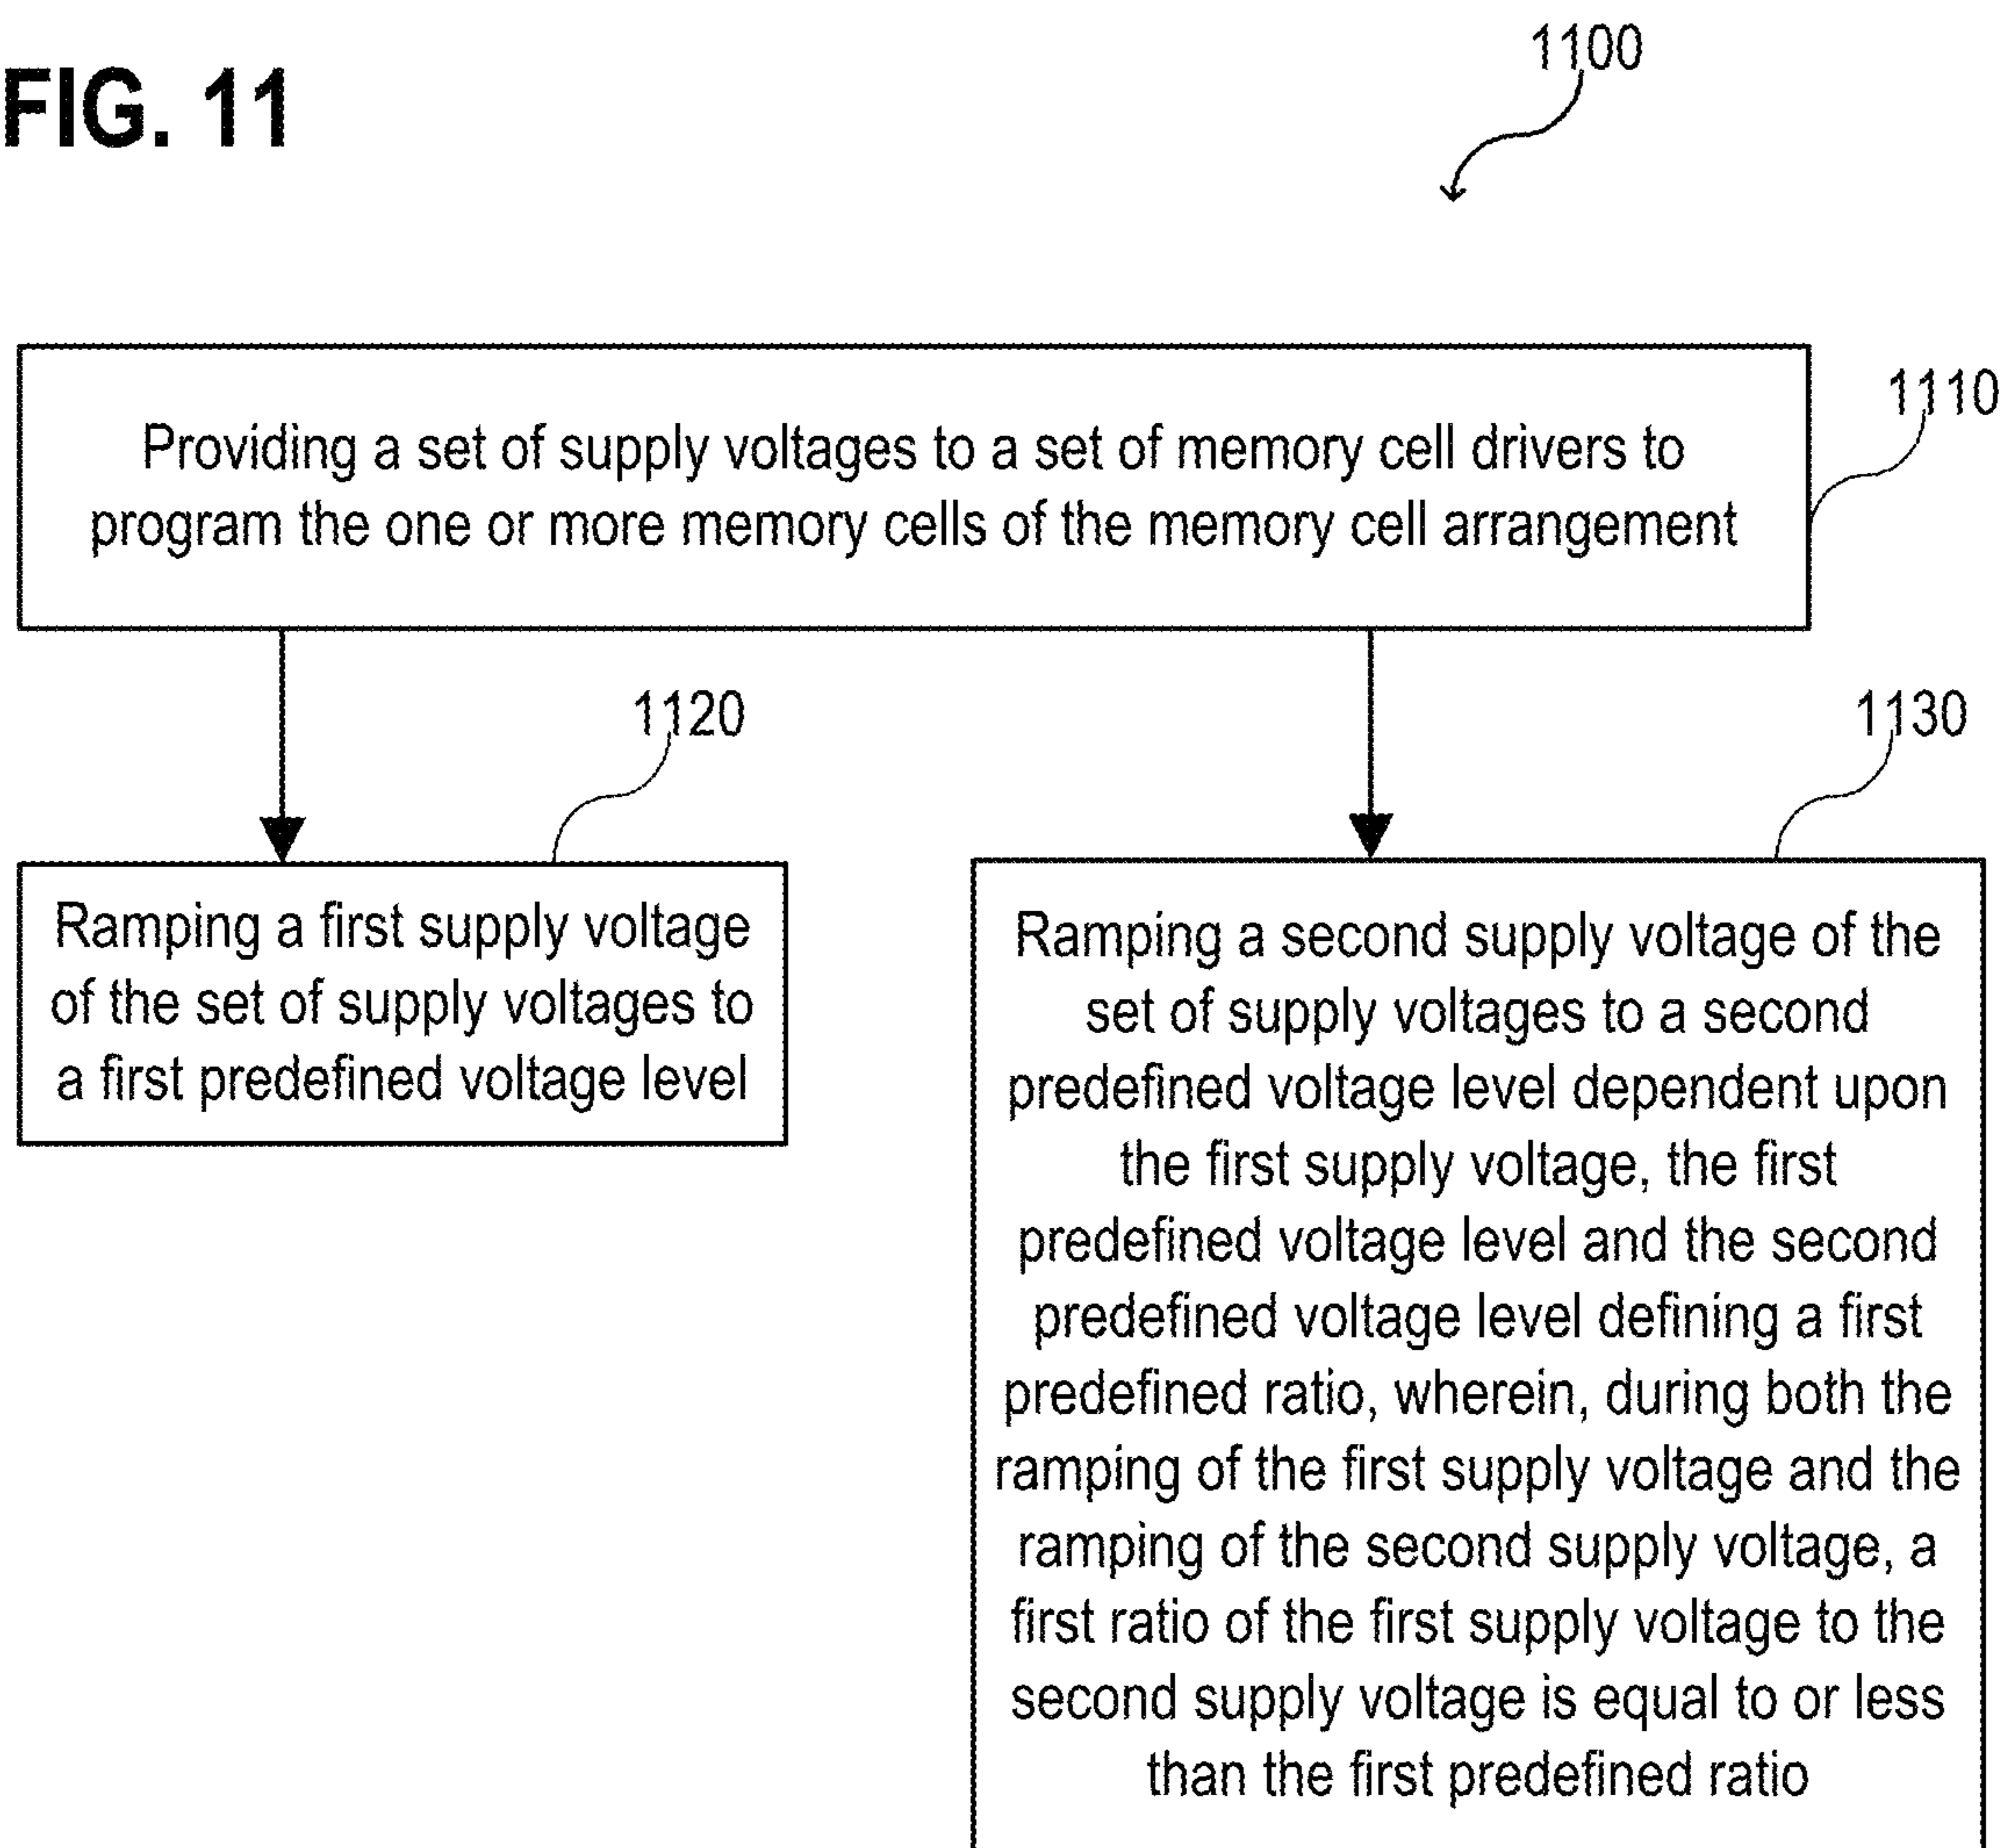 FIG. 11
1100
1110
Providing a set of supply voltages to a set of memory cell drivers to
program the one or more memory cells of the memory cell arrangement
1120
1130
Ramping a first supply voltage
of the set of supply voltages to
a first predefined voltage level
Ramping a second supply voltage of the
set of supply voltages to a second
predefined voltage level dependent upon
the first supply voltage, the first
predefined voltage level and the second
predefined voltage level defining a first
predefined ratio, wherein, during both the
ramping of the first supply voltage and the
ramping of the second supply voltage, a
first ratio of the first supply voltage to the
second supply voltage is equal to or less
than the first predefined ratio